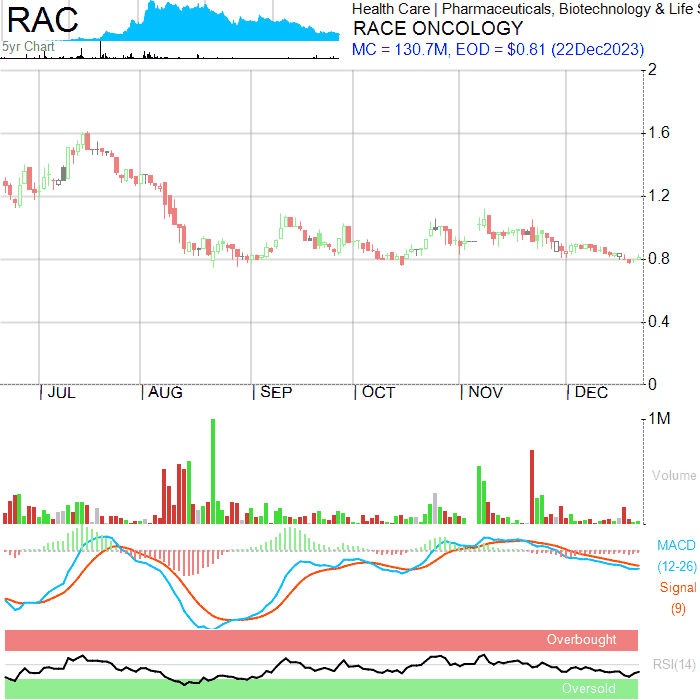 RAC
5yr Chart
Health Care | Pharmaceuticals, Biotechnology & Life S
RACE ONCOLOGY
MC = 130.7M, EOD = $0.81 (22Dec2023)
2
1.6
1.2
0.8
0.4
0
JUL AUG SEP OCT NOV DEC
1M
Volume
MACD
(12-26)
Signal
(9)
Overbought
RSI(14)
Oversold